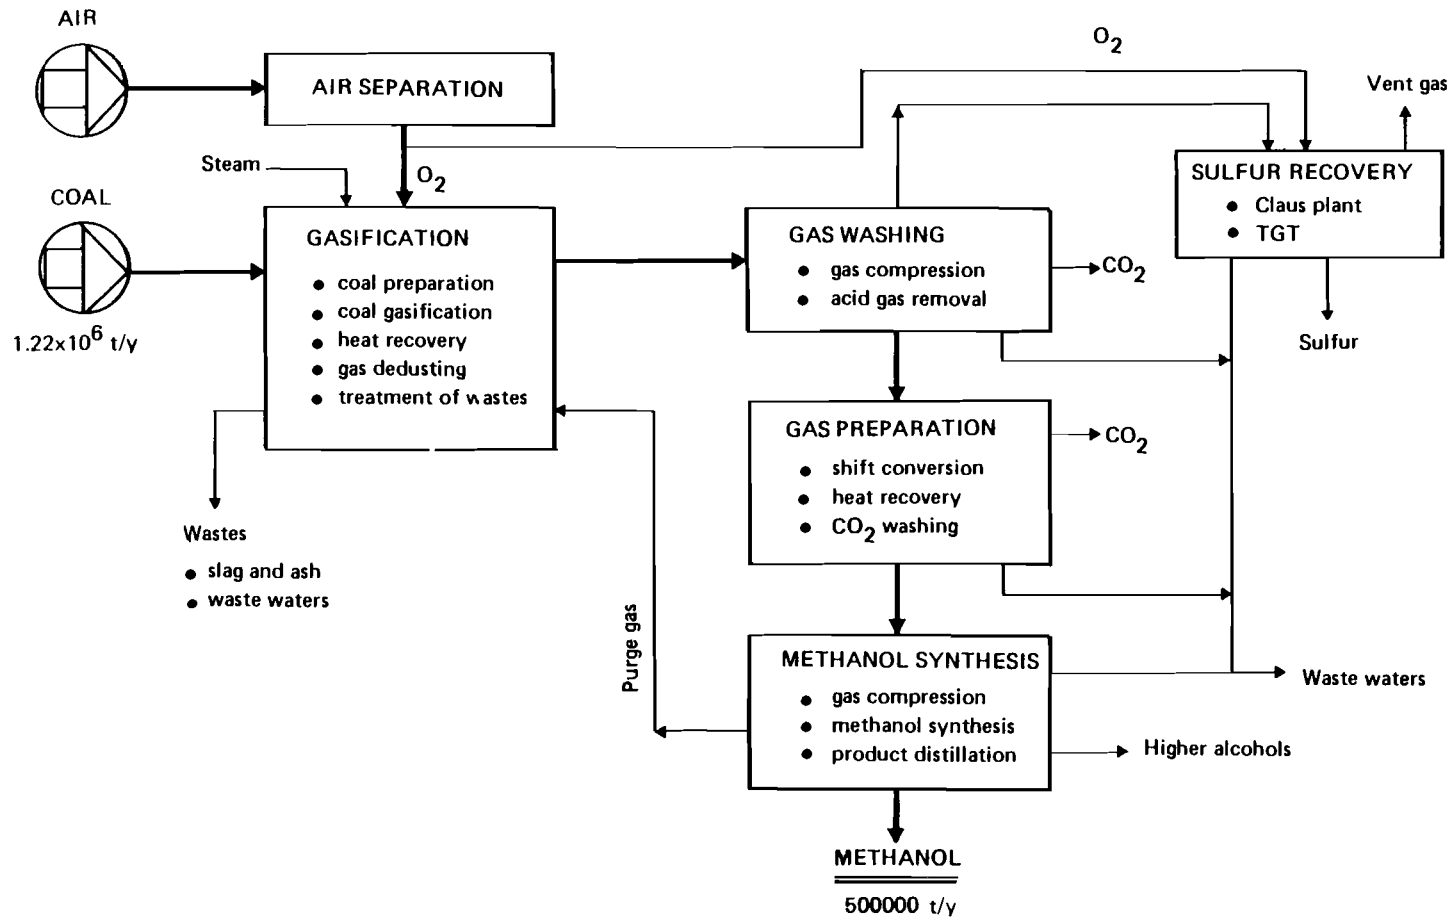 AIR
AIR SEPARATION
O2
Vent gas
Steam
O2
COAL
1.22x10^6 t/y
GASIFICATION
• coal preparation
• coal gasification
• heat recovery
• gas dedusting
• treatment of wastes
GAS WASHING
• gas compression
• acid gas removal
CO2
SULFUR RECOVERY
• Claus plant
• TGT
Sulfur
GAS PREPARATION
• shift conversion
• heat recovery
• CO2 washing
CO2
Wastes
• slag and ash
• waste waters
Purge gas
METHANOL SYNTHESIS
• gas compression
• methanol synthesis
• product distillation
Waste waters
Higher alcohols
METHANOL
500000 t/y